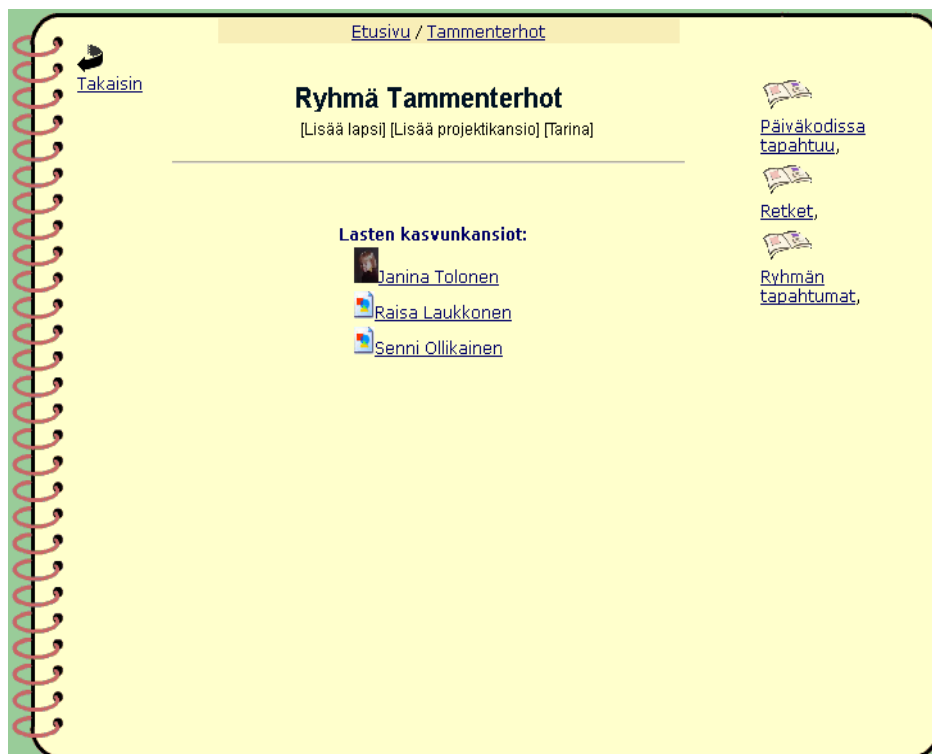 Etusivu / Tammenterhot
Takaisin
Ryhmä Tammenterhot
[Lisää lapsi] [Lisää projektikansio] [Tarina]
Lasten kasvunkansiot:
Janina Tolonen
Raisa Laukkonen
Senni Ollikainen
Päiväkodissa
tapahtuu,
Retket,
Ryhmän
tapahtumat,